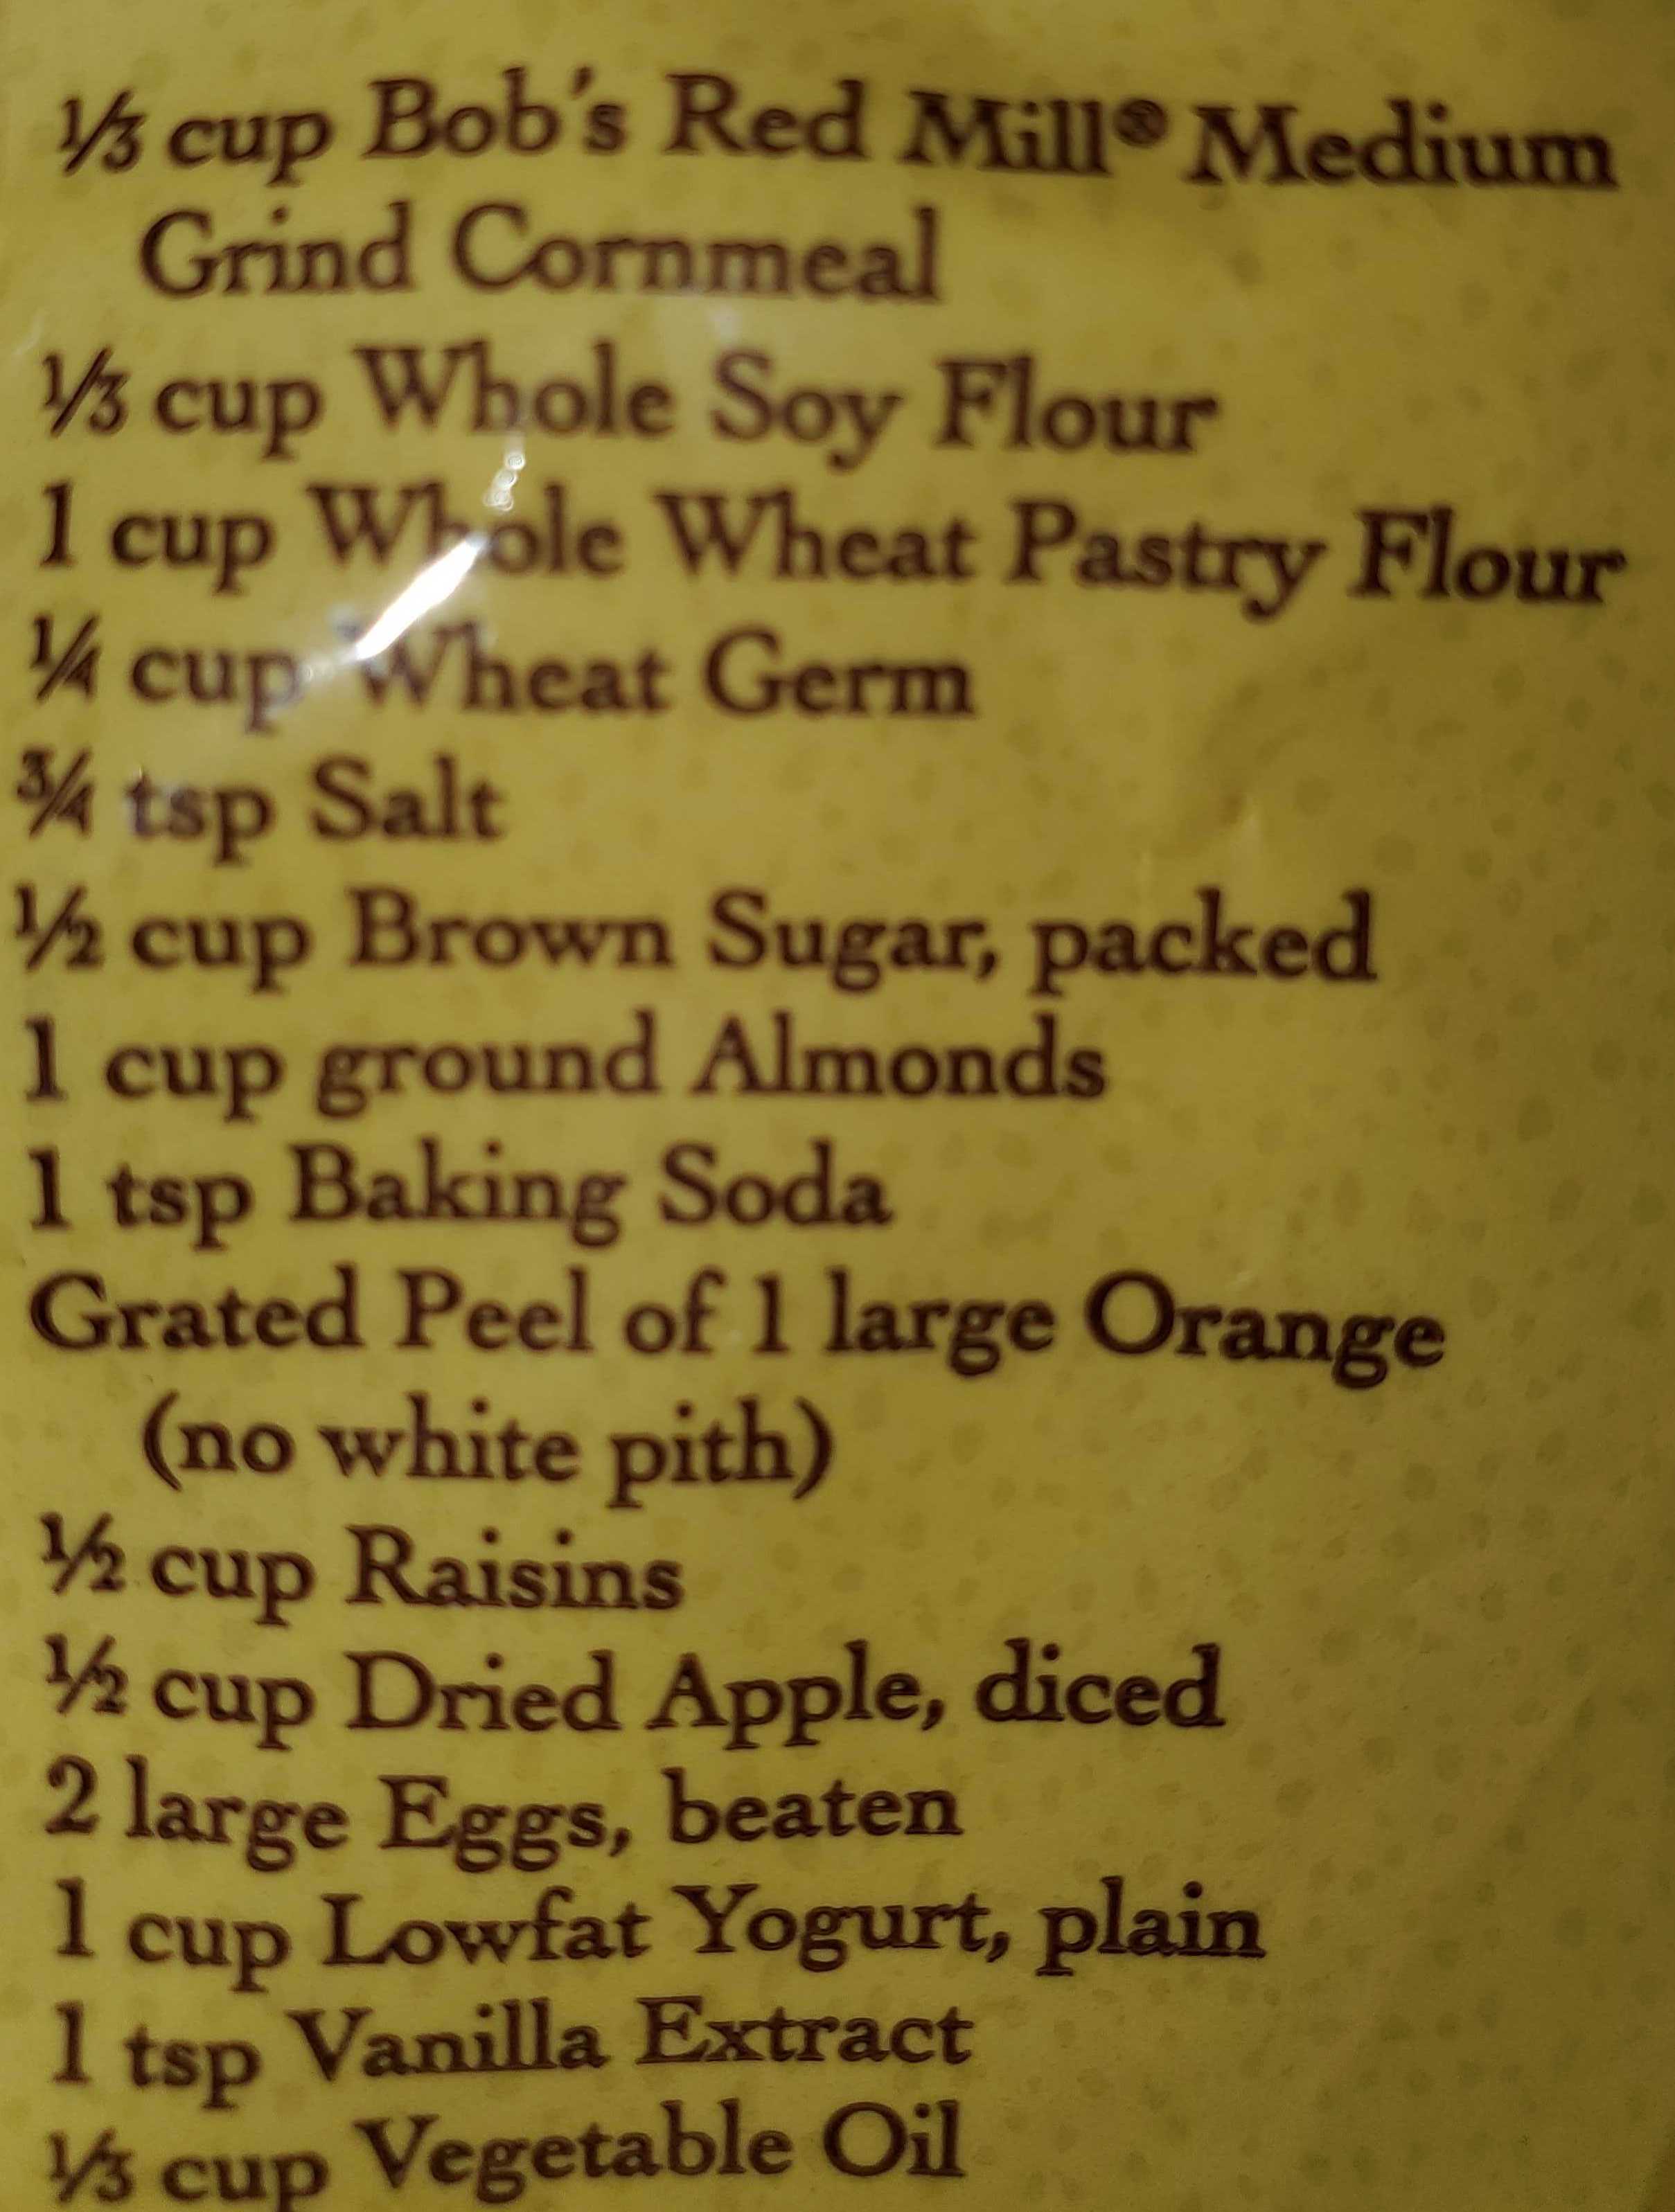 ⅓ cup Bob's Red Mill® Medium
Grind Cornmeal
⅓ cup Whole Soy Flour
1 cup Whole Wheat Pastry Flour
¼ cup Wheat Germ
¾ tsp Salt
½ cup Brown Sugar, packed
1 cup ground Almonds
1 tsp Baking Soda
Grated Peel of 1 large Orange
(no white pith)
½ cup Raisins
½ cup Dried Apple, diced
2 large Eggs, beaten
1 cup Lowfat Yogurt, plain
1 tsp Vanilla Extract
⅓ cup Vegetable Oil